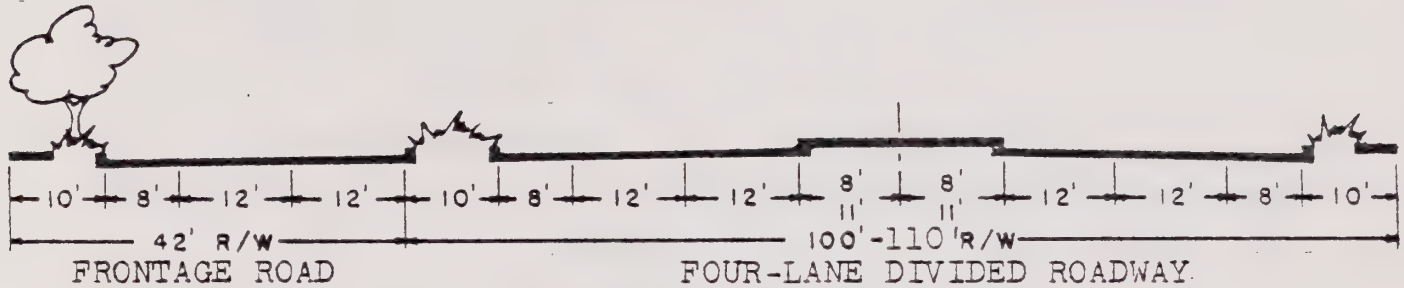 10' 8' 12' 12' 10' 8' 12' 12' 8' 8' 12' 12' 8' 10'
11' 11'
42' R/W 100'-110'R/W
FRONTAGE ROAD FOUR-LANE DIVIDED ROADWAY